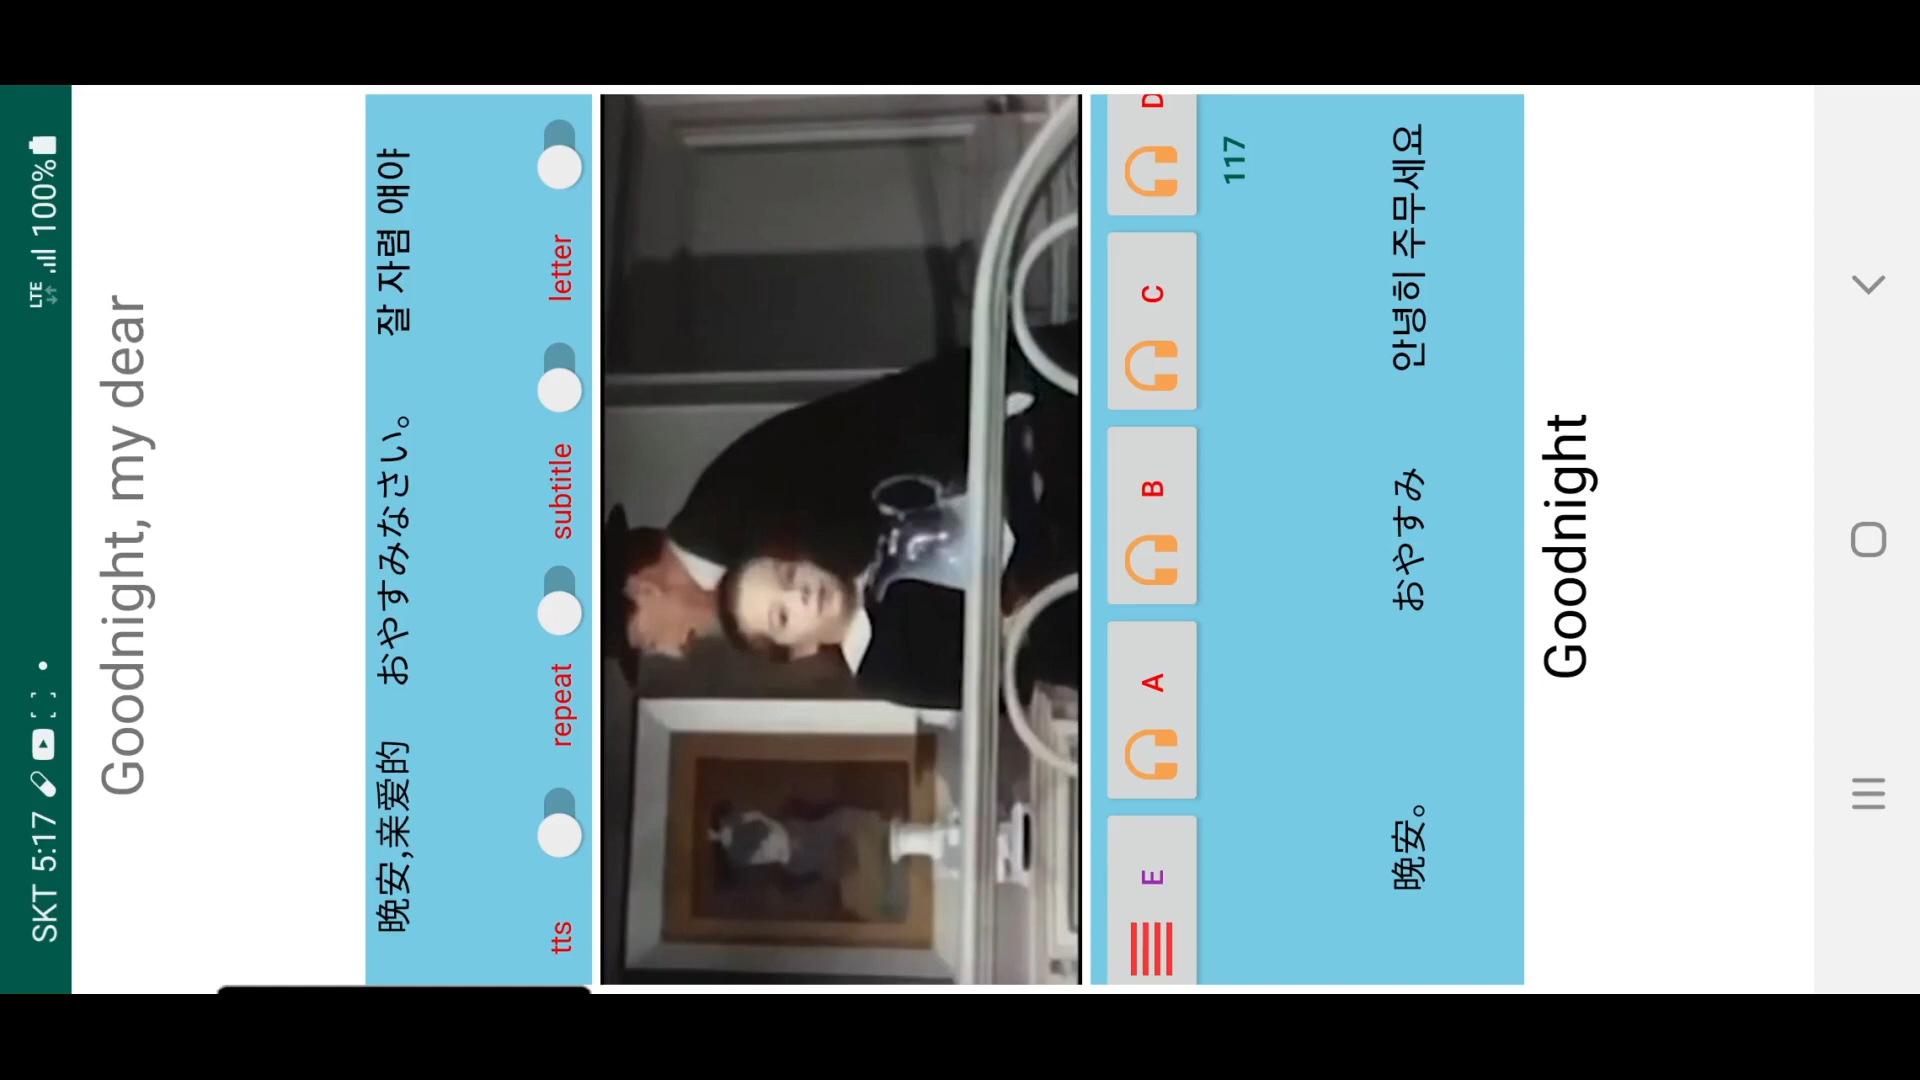 SKT 5:17 LTE 100%
Goodnight, my dear
晚安,亲爱的 おやすみなさい。 잘 자렴 얘야
tts repeat subtitle letter
E A B C D
117
晚安。 おやすみ 안녕히 주무세요
Goodnight